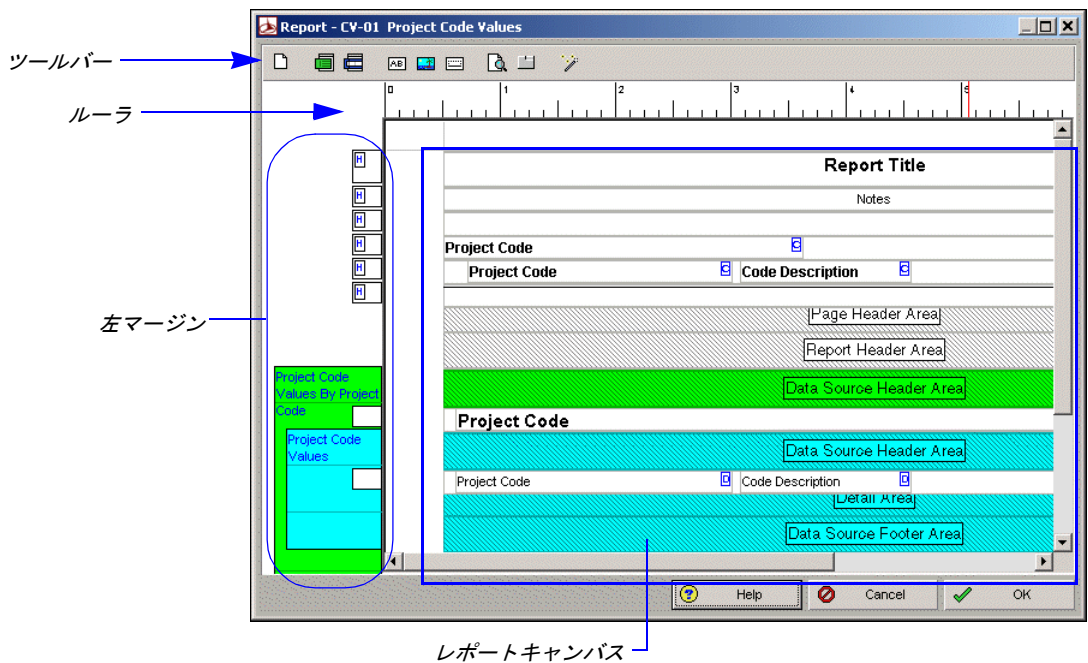 Report - CV-01 Project Code Values
ツールバー
AB
ルーラ
0 1 2 3 4 5
H
Report Title
H
Notes
H
H
Project Code C
H
Project Code C Code Description C
H
左マージン
Page Header Area
Report Header Area
Project Code
Values By Project
Code
Data Source Header Area
Project Code
Project Code
Values
Data Source Header Area
Project Code D Code Description D
Detail Area
Data Source Footer Area
Help Cancel OK
レポートキャンバス